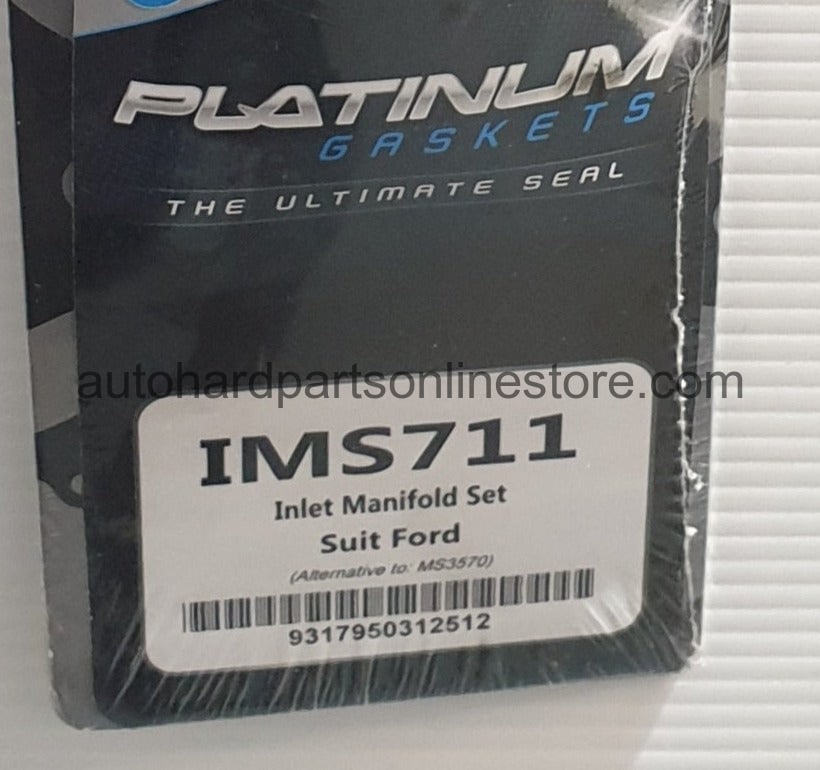 PLATINUM
GASKETS
THE ULTIMATE SEAL
autohardpartsonlinestore.com
IMS711
Inlet Manifold Set
Suit Ford
(Alternative to: MS3570)
9317950312512